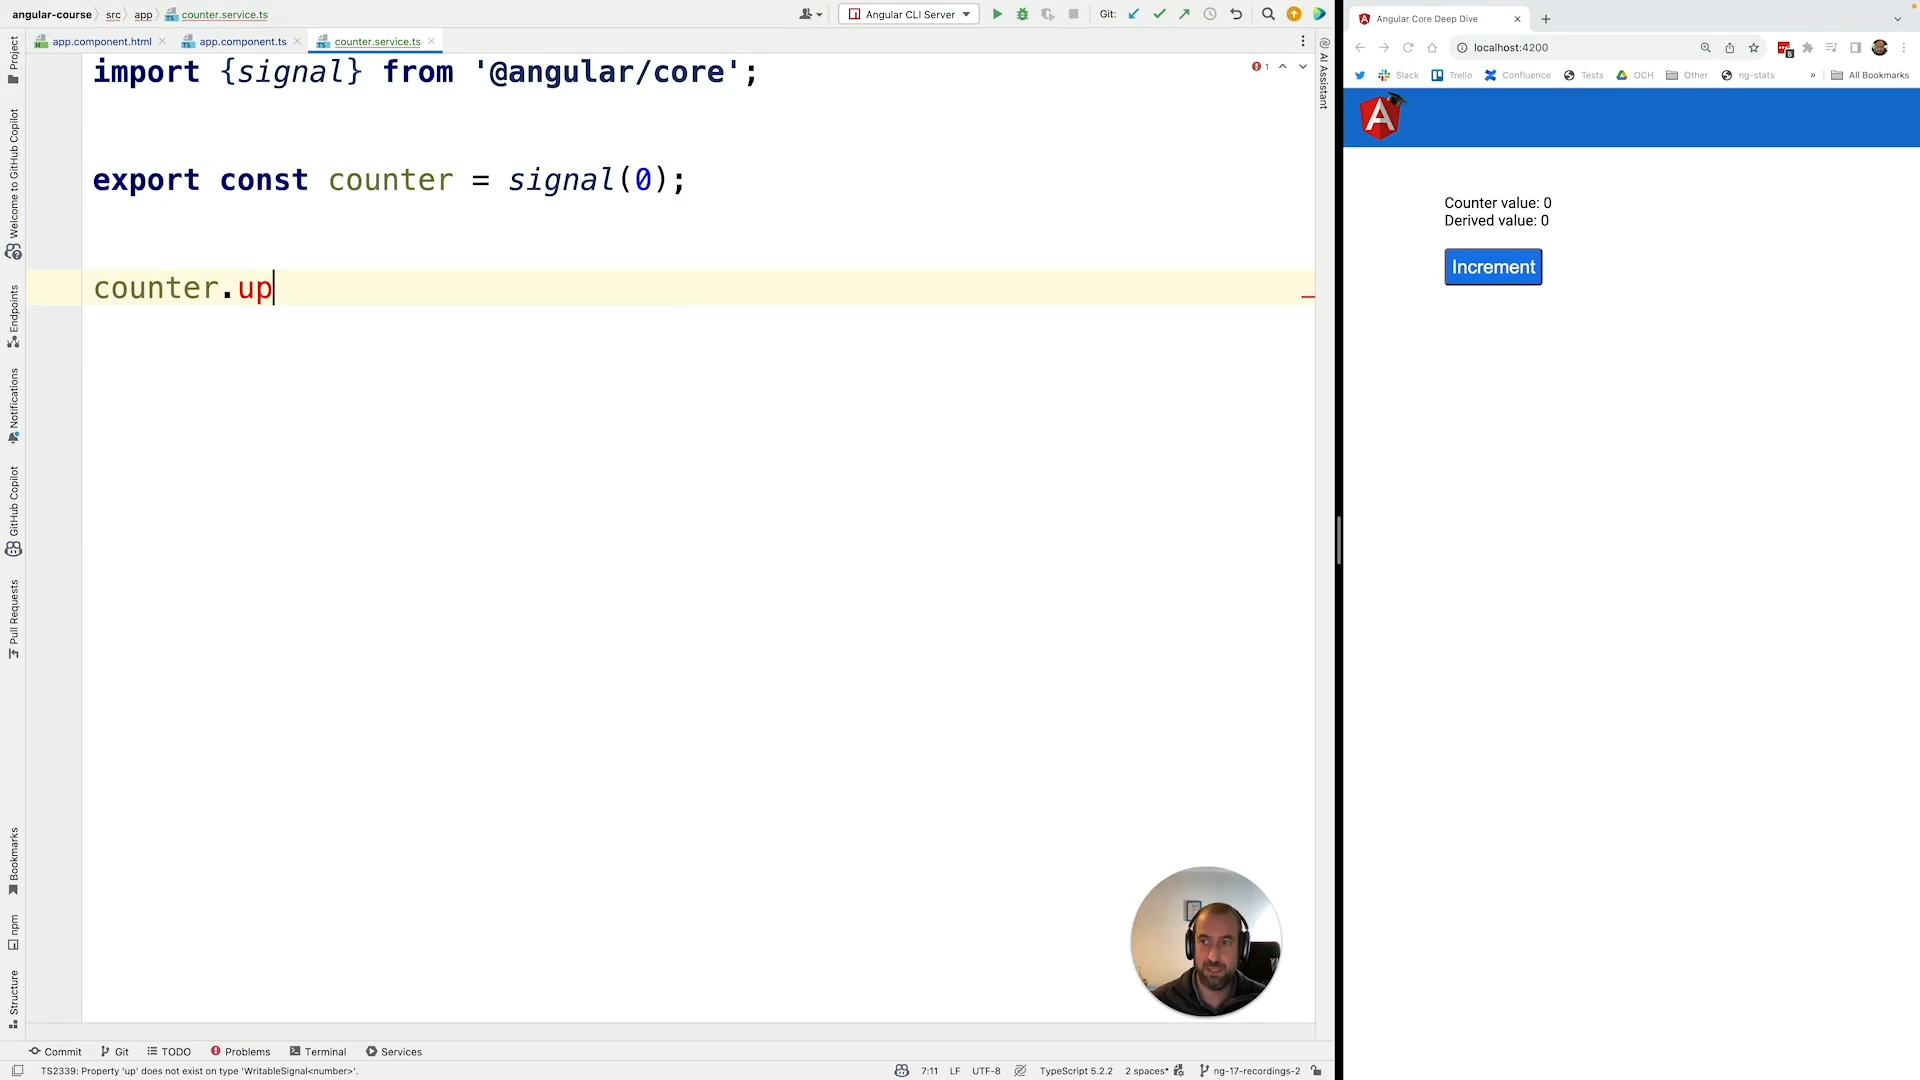 angular-course src app counter.service.ts
Angular CLI Server
Git:
app.component.html app.component.ts counter.service.ts
import {signal} from '@angular/core';
1
export const counter = signal(0);
counter.up
Project
Welcome to GitHub Copilot
Endpoints
Notifications
GitHub Copilot
Pull Requests
Bookmarks
npm
Structure
AI Assistant
Commit Git TODO Problems Terminal Services
TS2339: Property 'up' does not exist on type 'WritableSignal<number>'.
7:11 LF UTF-8 TypeScript 5.2.2 2 spaces* ng-17-recordings-2
Angular Core Deep Dive
localhost:4200
Slack Trello Confluence Tests OCH Other ng-stats » All Bookmarks
Counter value: 0
Derived value: 0
Increment